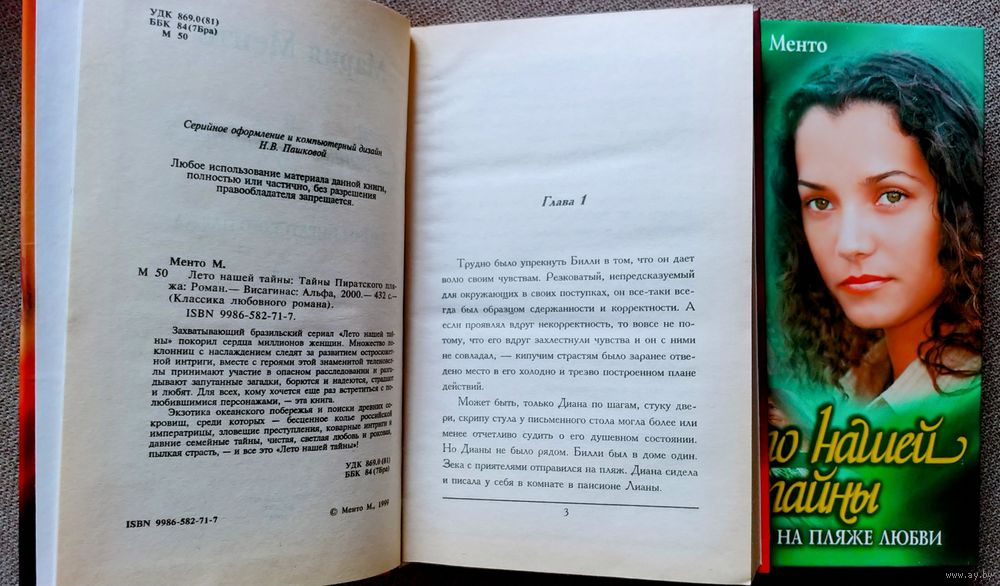 УДК 869.0(81)
ББК 84(7Бра)
М 50
Серийное оформление и компьютерный дизайн
Н.В. Пашковой
Любое использование материала данной книги,
полностью или частично, без разрешения
правообладателя запрещается.
Менто М.
М 50 Лето нашей тайны: Тайны Пиратского пля-
жа: Роман.— Висагинас: Альфа, 2000.— 432 с.—
(Классика любовного романа).
ISBN 9986-582-71-7.
Захватывающий бразильский сериал «Лето нашей тай-
ны» покорил сердца миллионов женщин. Множество по-
клонниц с наслаждением следят за развитием остросюжет-
ной интриги, вместе с героями этой знаменитой теленовел-
лы принимают участие в опасном расследовании и разга-
дывают запутанные загадки, борются и надеются, страдают
и любят. Для всех, кому хочется еще раз встретиться с по-
любившимися персонажами, — эта книга.
Экзотика океанского побережья и поиски древних со-
кровищ, среди которых — бесценное колье российской
императрицы, зловещие преступления, коварные интриги и
давние семейные тайны, чистая, светлая любовь и роковая,
пылкая страсть, — и все это «Лето нашей тайны»!
УДК 869.0(81)
ББК 84(7Бра)
© Менто М., 1999
ISBN 9986-582-71-7
Глава 1
Трудно было упрекнуть Билли в том, что он дает
волю своим чувствам. Резковатый, непредсказуемый
для окружающих в своих поступках, он все-таки все-
гда был образцом сдержанности и корректности. А
если проявлял вдруг некорректность, то вовсе не по-
тому, что его вдруг захлестнули чувства и он с ними
не совладал, — кипучим страстям было заранее отве-
дено место в его холодно и трезво построенном плане
действий.
Может быть, только Диана по шагам, стуку две-
ри, скрипу стула у письменного стола могла более или
менее отчетливо судить о его душевном состоянии.
Но Дианы не было рядом. Билли был в доме один.
Зека с приятелями отправился на пляж. Диана сидела
и писала у себя в комнате в пансионе Лианы.
3
Менто
то нашей
тайны
НА ПЛЯЖЕ ЛЮБВИ
www.ay.by